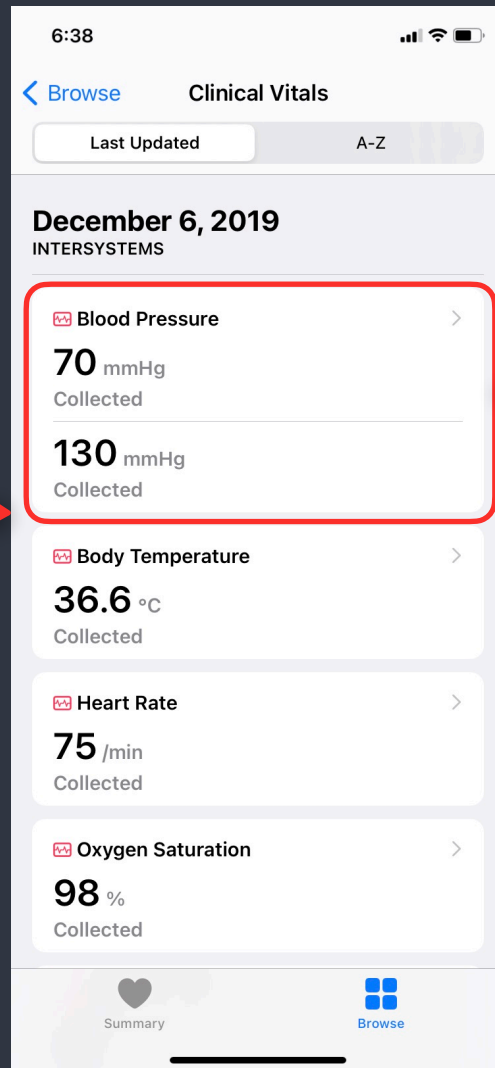 6:38
Browse Clinical Vitals
Last Updated A-Z
December 6, 2019
INTERSYSTEMS
Blood Pressure
70 mmHg
Collected
130 mmHg
Collected
Body Temperature
36.6 °C
Collected
Heart Rate
75 /min
Collected
Oxygen Saturation
98 %
Collected
Summary Browse